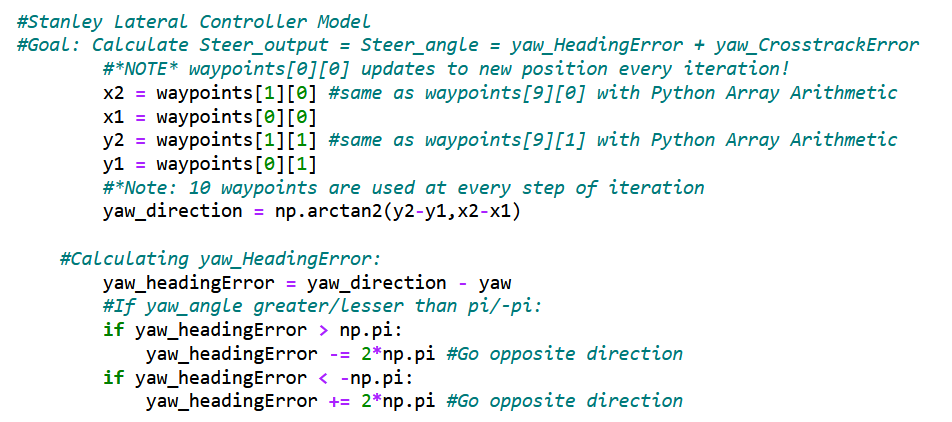 #Stanley Lateral Controller Model
#Goal: Calculate Steer_output = Steer_angle = yaw_HeadingError + yaw_CrosstrackError
#*NOTE* waypoints[0][0] updates to new position every iteration!
x2 = waypoints[1][0] #same as waypoints[9][0] with Python Array Arithmetic
x1 = waypoints[0][0]
y2 = waypoints[1][1] #same as waypoints[9][1] with Python Array Arithmetic
y1 = waypoints[0][1]
#*Note: 10 waypoints are used at every step of iteration
yaw_direction = np.arctan2(y2-y1,x2-x1)
#Calculating yaw_HeadingError:
yaw_headingError = yaw_direction - yaw
#If yaw_angle greater/lesser than pi/-pi:
if yaw_headingError > np.pi:
yaw_headingError -= 2*np.pi #Go opposite direction
if yaw_headingError < -np.pi:
yaw_headingError += 2*np.pi #Go opposite direction